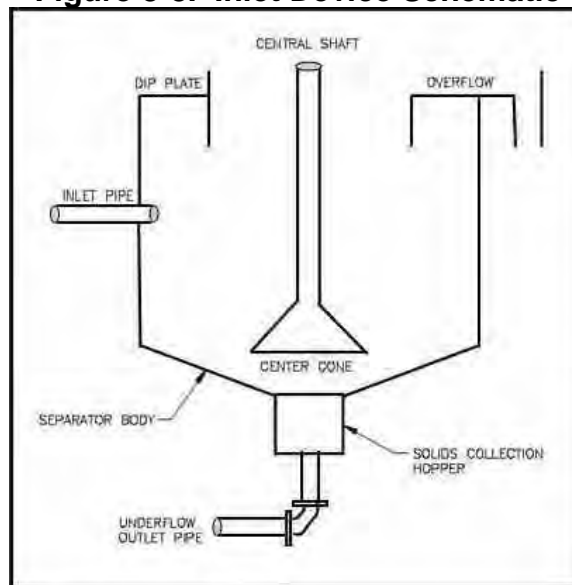 Figure 3-3. Inlet Device Schematic
CENTRAL SHAFT
DIP PLATE
OVERFLOW
INLET PIPE
CENTER CONE
SEPARATOR BODY
SOLIDS COLLECTION
HOPPER
UNDERFLOW
OUTLET PIPE